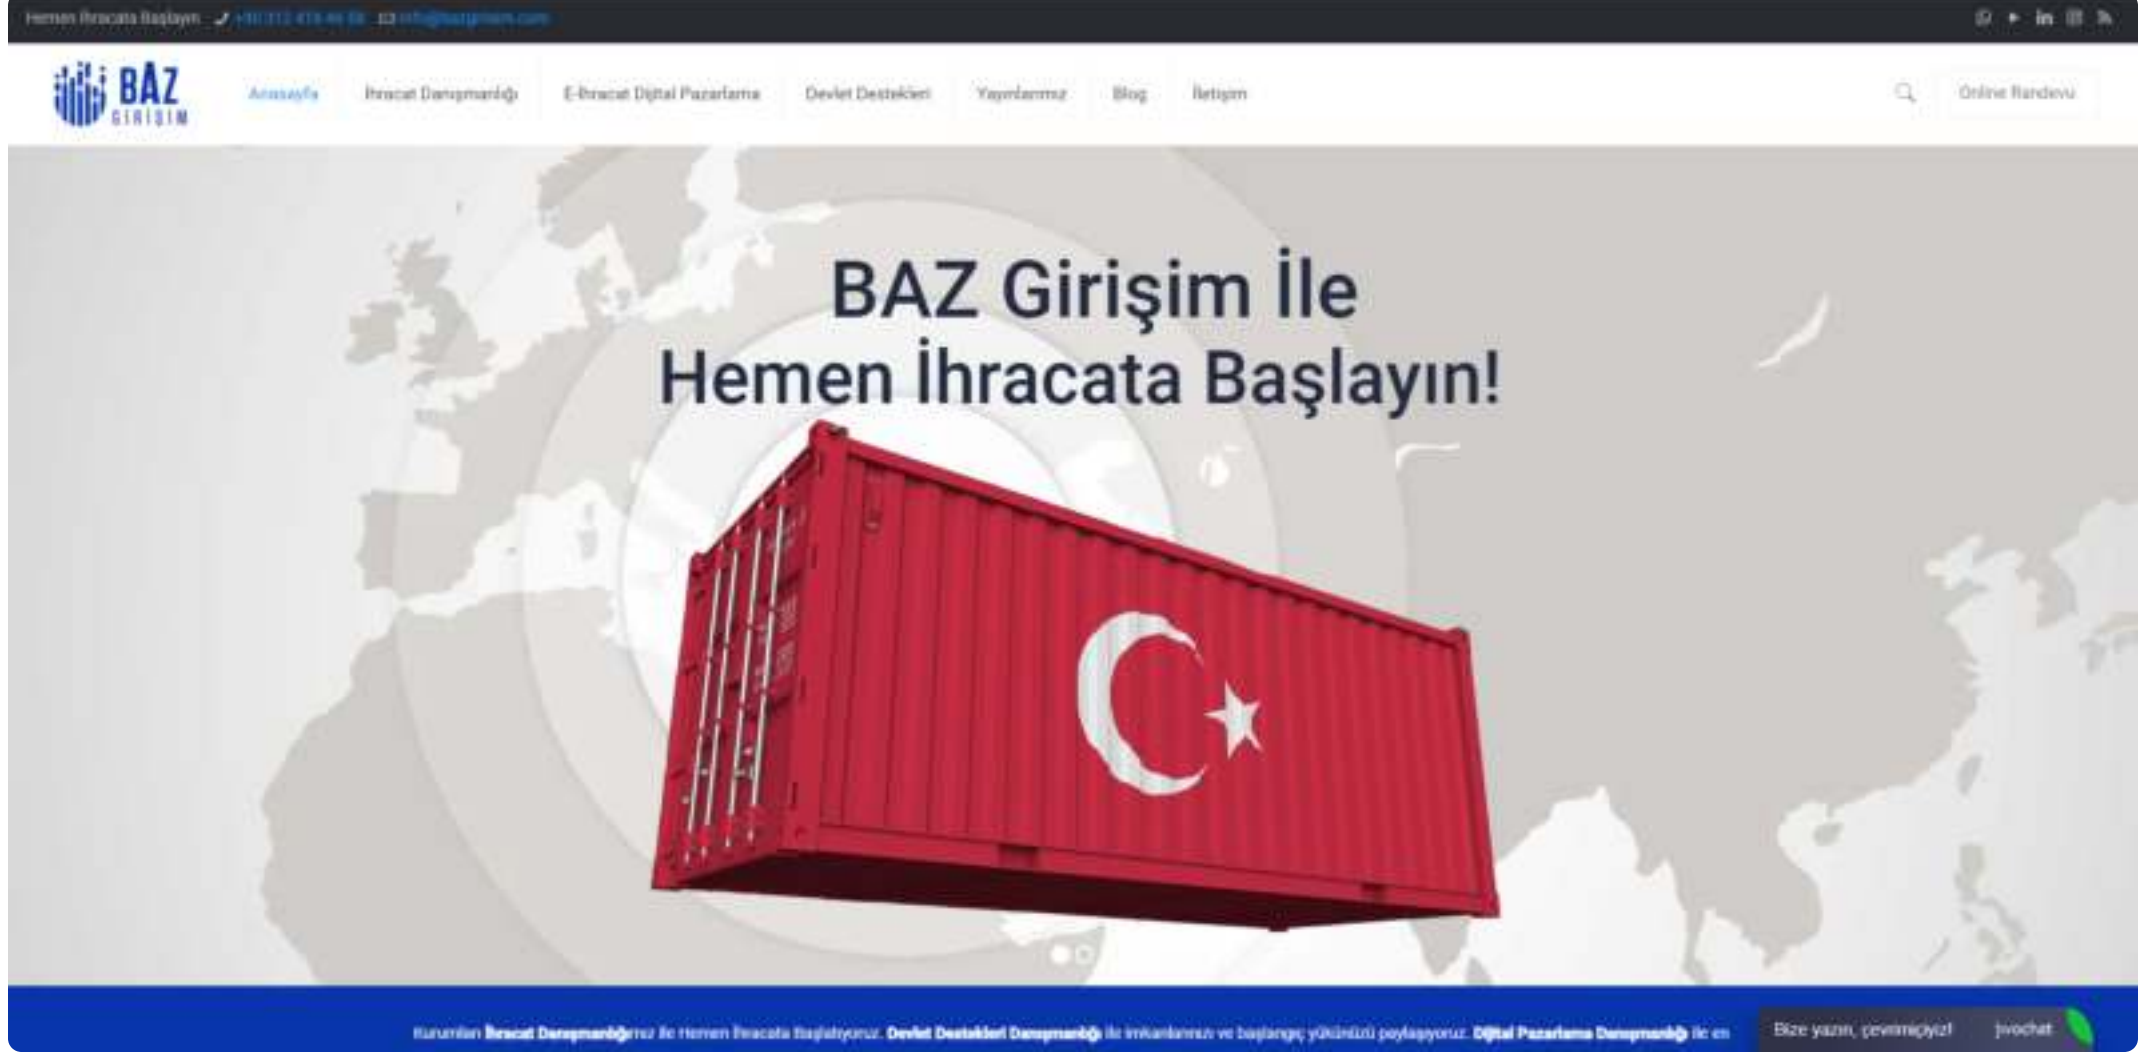 Hemen İhracata Başlayın
BAZ
GİRİŞİM
Anasayfa
İhracat Danışmanlığı
E-İhracat Dijital Pazarlama
Devlet Destekleri
Yayınlarımız
Blog
İletişim
Online Randevu
BAZ Girişim İle
Hemen İhracata Başlayın!
Kurumları İhracat Danışmanlığımız ile Hemen İhracata Başlatıyoruz. Devlet Destekleri Danışmanlığı ile imkanlarınızı ve başlangıç yükünüzü paylaşıyoruz. Dijital Pazarlama Danışmanlığı ile en
Bize yazın, çevrimiçiyiz!
jivochat